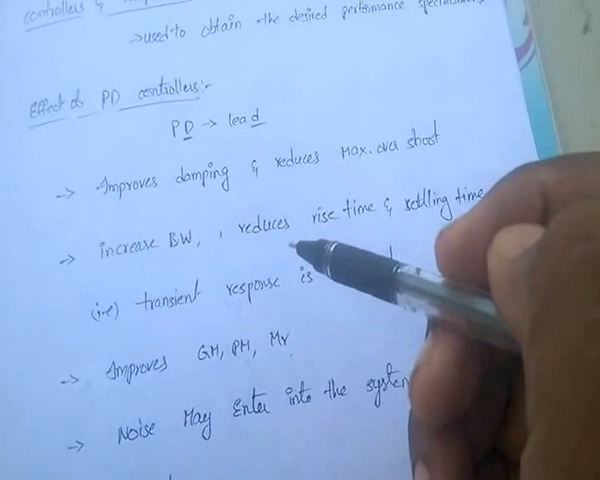 controllers &
→ used to obtain the desired performance
Effect of PD controllers:-
PD → lead
→ Improves damping & reduces Max. over shoot
→ increase BW, , reduces rise time & settling time
(i.e) transient response is
→ Improves GM, PM, Mr.
→ Noise May Enter into the system